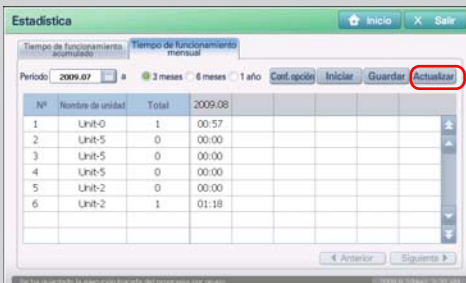 Estadística
Inicio
X Salir
Tiempo de funcionamiento acumulado
Tiempo de funcionamiento mensual
Período 2009.07 a 3 meses 6 meses 1 año Conf. opción Iniciar Guardar Actualizar
Nº Nombre de unidad Total 2009.08
1 Unit-0 1 00:57
2 Unit-5 0 00:00
3 Unit-5 0 00:00
4 Unit-5 0 00:00
5 Unit-2 0 00:00
6 Unit-2 1 01:18
Anterior Siguiente